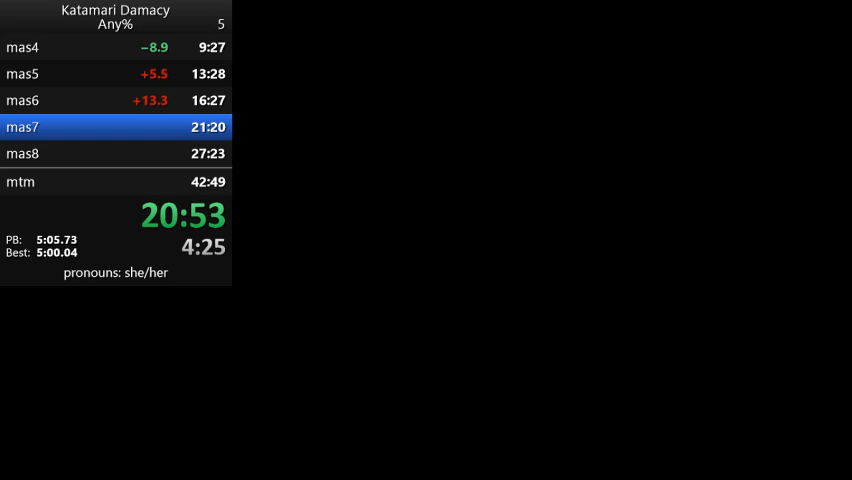 Katamari Damacy
Any% 5
mas4 −8.9 9:27
mas5 +5.5 13:28
mas6 +13.3 16:27
mas7 21:20
mas8 27:23
mtm 42:49
20:53
PB: 5:05.73 4:25
Best: 5:00.04
pronouns: she/her